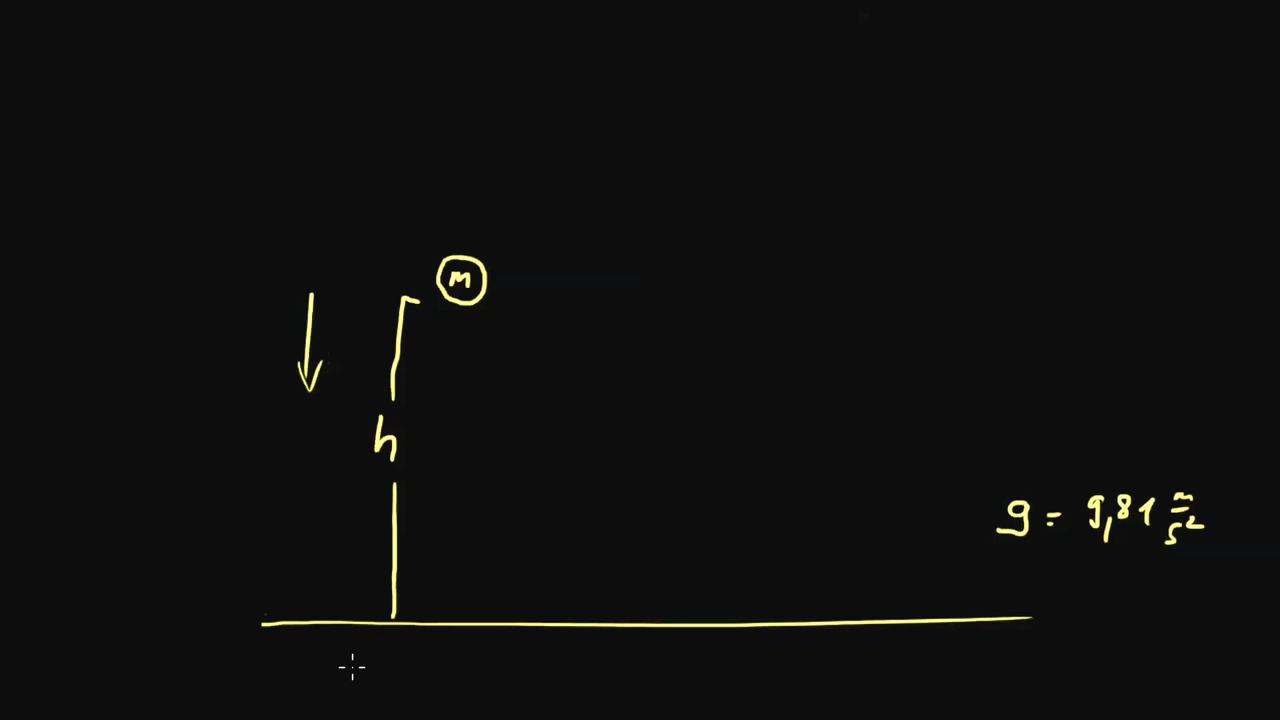 m
h
g = 9,81 m/s²